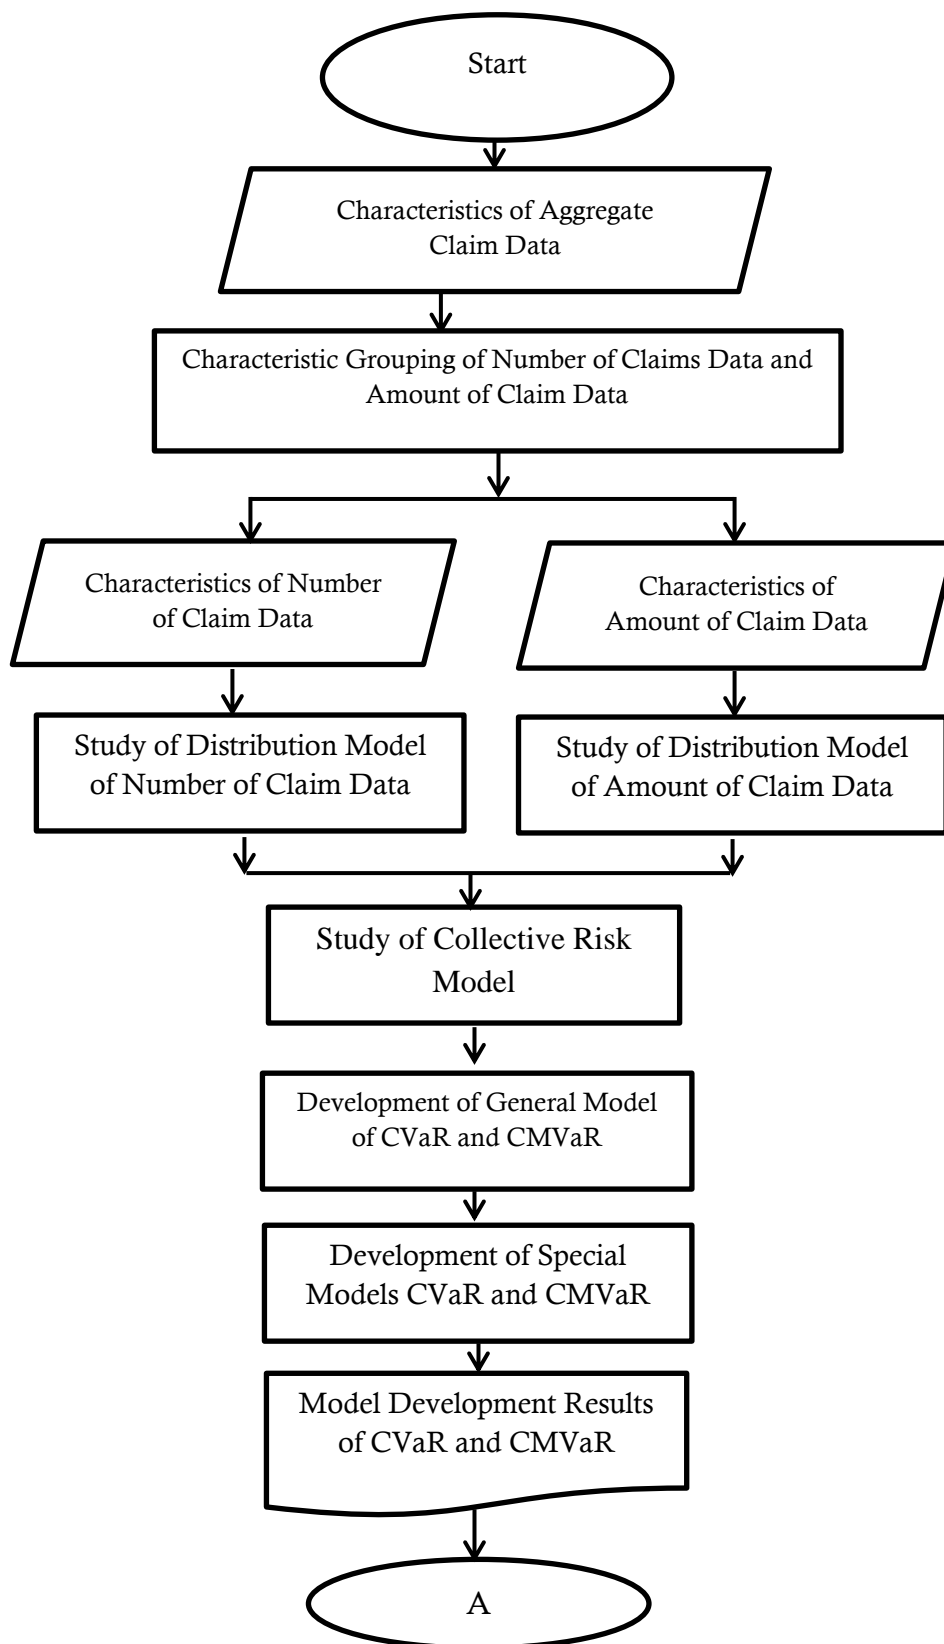 Start
Characteristics of Aggregate
Claim Data
Characteristic Grouping of Number of Claims Data and
Amount of Claim Data
Characteristics of Number
of Claim Data
Characteristics of
Amount of Claim Data
Study of Distribution Model
of Number of Claim Data
Study of Distribution Model
of Amount of Claim Data
Study of Collective Risk
Model
Development of General Model
of CVaR and CMVaR
Development of Special
Models CVaR and CMVaR
Model Development Results
of CVaR and CMVaR
A